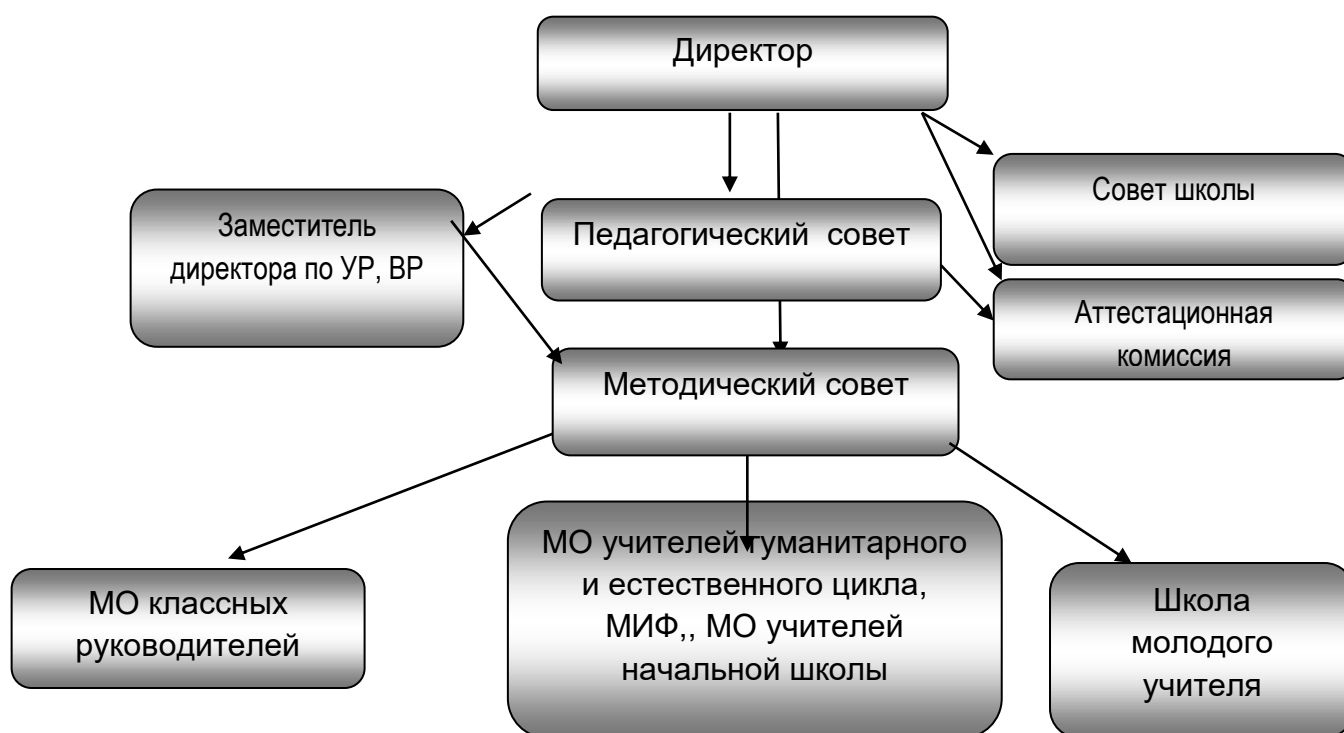 Директор
Совет школы
Заместитель
директора по УР, ВР
Педагогический совет
Аттестационная
комиссия
Методический совет
МО классных
руководителей
МО учителей гуманитарного
и естественного цикла,
МИФ,, МО учителей
начальной школы
Школа
молодого
учителя